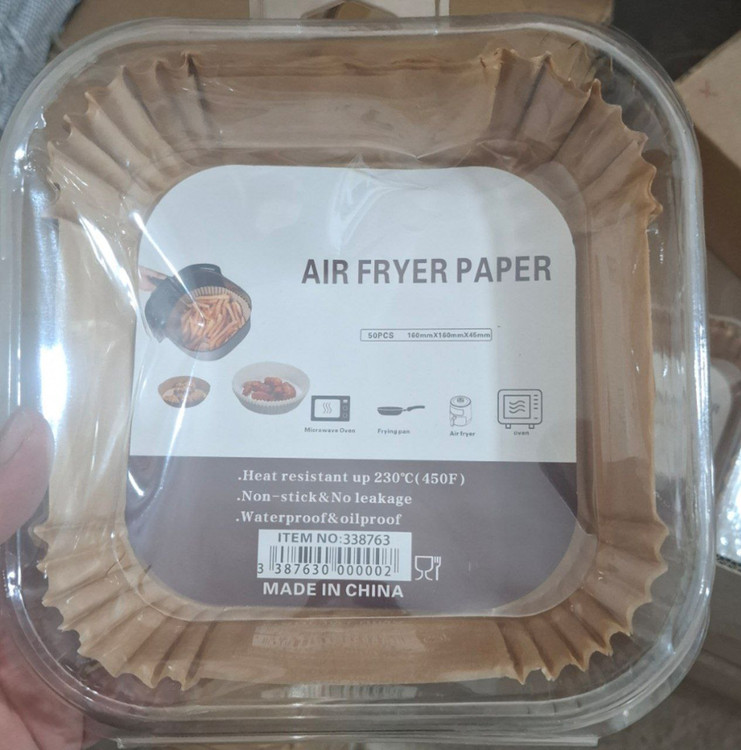 AIR FRYER PAPER
50PCS 160mmX160mmX45mm
Microwave Oven
Frying pan
Air fryer
oven
.Heat resistant up 230℃(450F)
.Non-stick&No leakage
.Waterproof&oilproof
ITEM NO:338763
3 387630 000002
MADE IN CHINA